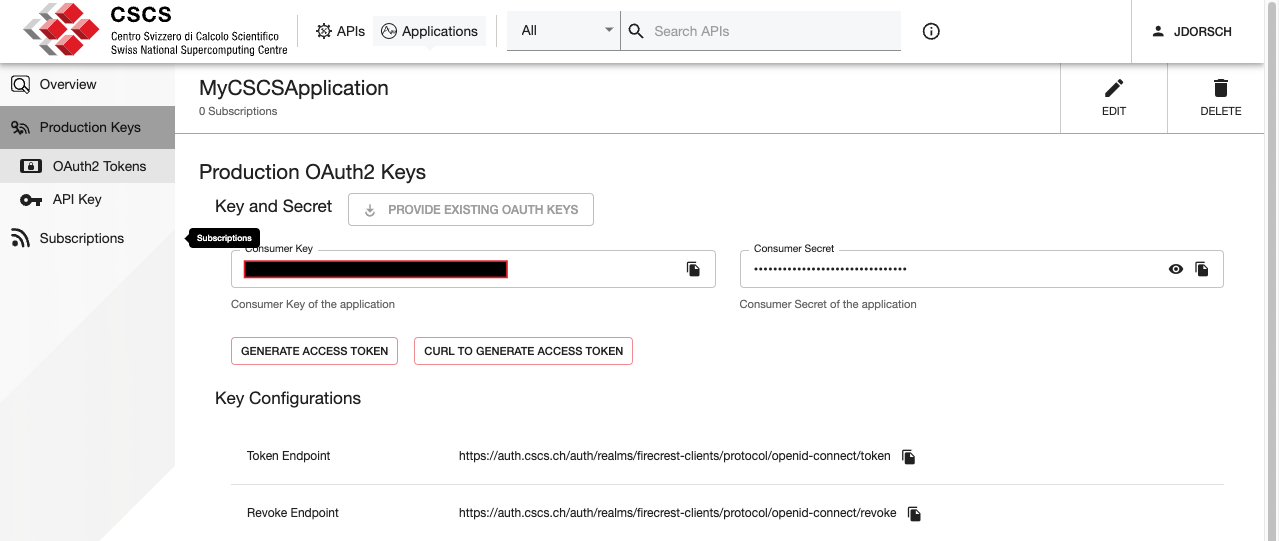 CSCS
Centro Svizzero di Calcolo Scientifico
Swiss National Supercomputing Centre
APIs
Applications
All
Search APIs
JDORSCH
Overview
Production Keys
OAuth2 Tokens
API Key
Subscriptions
Subscriptions
MyCSCSApplication
0 Subscriptions
EDIT
DELETE
Production OAuth2 Keys
Key and Secret
PROVIDE EXISTING OAUTH KEYS
Consumer Key
Consumer Key of the application
Consumer Secret
••••••••••••••••••••••••••••••••
Consumer Secret of the application
GENERATE ACCESS TOKEN
CURL TO GENERATE ACCESS TOKEN
Key Configurations
Token Endpoint
https://auth.cscs.ch/auth/realms/firecrest-clients/protocol/openid-connect/token
Revoke Endpoint
https://auth.cscs.ch/auth/realms/firecrest-clients/protocol/openid-connect/revoke